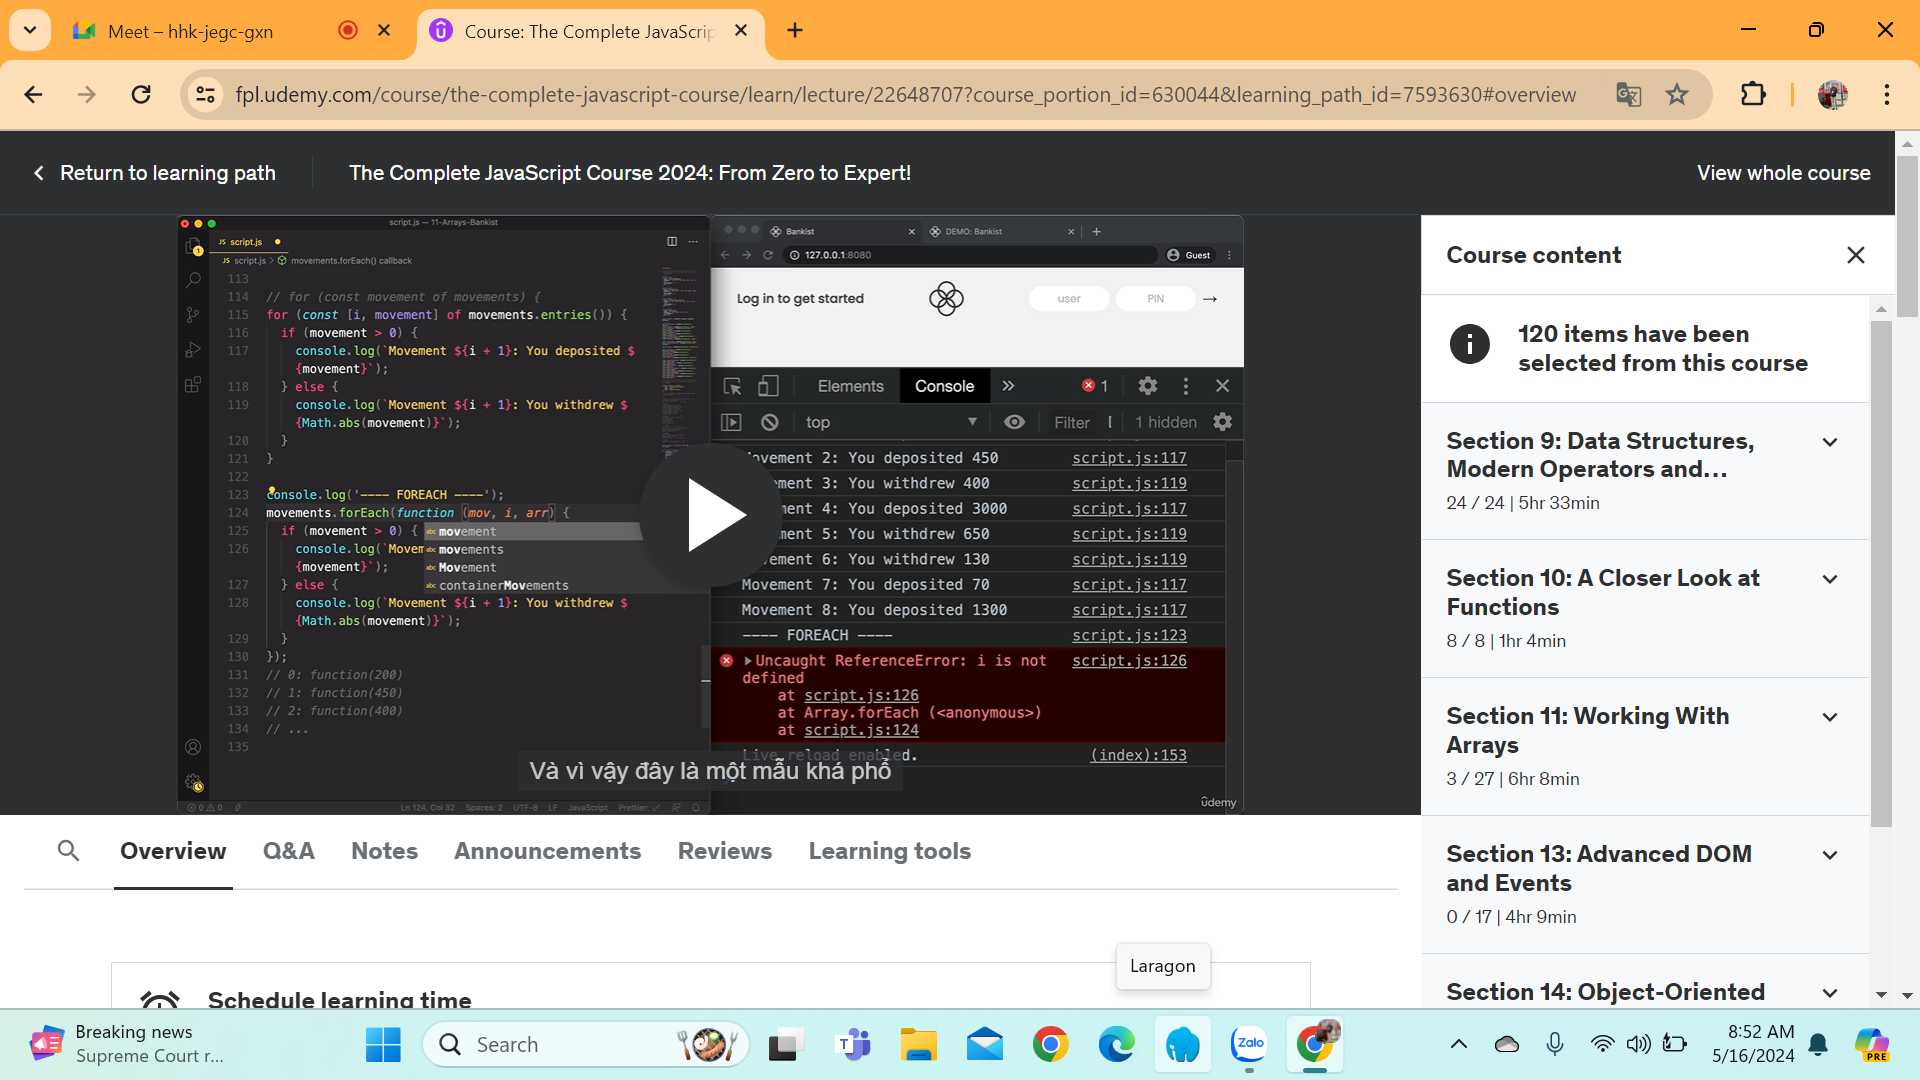 Meet – hhk-jegc-gxn
Course: The Complete JavaScrip
fpl.udemy.com/course/the-complete-javascript-course/learn/lecture/22648707?course_portion_id=630044&learning_path_id=7593630#overview
Return to learning path
The Complete JavaScript Course 2024: From Zero to Expert!
View whole course
script.js — 11-Arrays-Bankist
JS script.js
JS script.js > movements.forEach() callback
113
114 // for (const movement of movements) {
115 for (const [i, movement] of movements.entries()) {
116 if (movement > 0) {
117 console.log(`Movement ${i + 1}: You deposited $
{movement}`);
118 } else {
119 console.log(`Movement ${i + 1}: You withdrew $
{Math.abs(movement)}`);
120 }
121 }
122
123 console.log('---- FOREACH ----');
124 movements.forEach(function (mov, i, arr) {
125 if (movement > 0) {
126 console.log(`Movem
{movement}`);
127 } else {
128 console.log(`Movement ${i + 1}: You withdrew $
{Math.abs(movement)}`);
129 }
130 });
131 // 0: function(200)
132 // 1: function(450)
133 // 2: function(400)
134 // ...
135
abc movement
abc movements
abc Movement
abc containerMovements
1
0 0
Ln 124, Col 32 Spaces: 2 UTF-8 LF JavaScript Prettier: ✓
Bankist
DEMO: Bankist
127.0.0.1:8080
Guest
Log in to get started
user
PIN
Elements
Console
1
top
Filter
1 hidden
ovement 2: You deposited 450 script.js:117
ement 3: You withdrew 400 script.js:119
ment 4: You deposited 3000 script.js:117
ment 5: You withdrew 650 script.js:119
ement 6: You withdrew 130 script.js:119
Movement 7: You deposited 70 script.js:117
Movement 8: You deposited 1300 script.js:117
---- FOREACH ---- script.js:123
Uncaught ReferenceError: i is not script.js:126
defined
at script.js:126
at Array.forEach (<anonymous>)
at script.js:124
Live reload enabled. (index):153
Và vì vậy đây là một mẫu khá phổ
ûdemy
Course content
120 items have been
selected from this course
Section 9: Data Structures,
Modern Operators and...
24 / 24 | 5hr 33min
Section 10: A Closer Look at
Functions
8 / 8 | 1hr 4min
Section 11: Working With
Arrays
3 / 27 | 6hr 8min
Section 13: Advanced DOM
and Events
0 / 17 | 4hr 9min
Section 14: Object-Oriented
Overview
Q&A
Notes
Announcements
Reviews
Learning tools
Schedule learning time
Laragon
Breaking news
Supreme Court r...
Search
Zalo
8:52 AM
5/16/2024
PRE